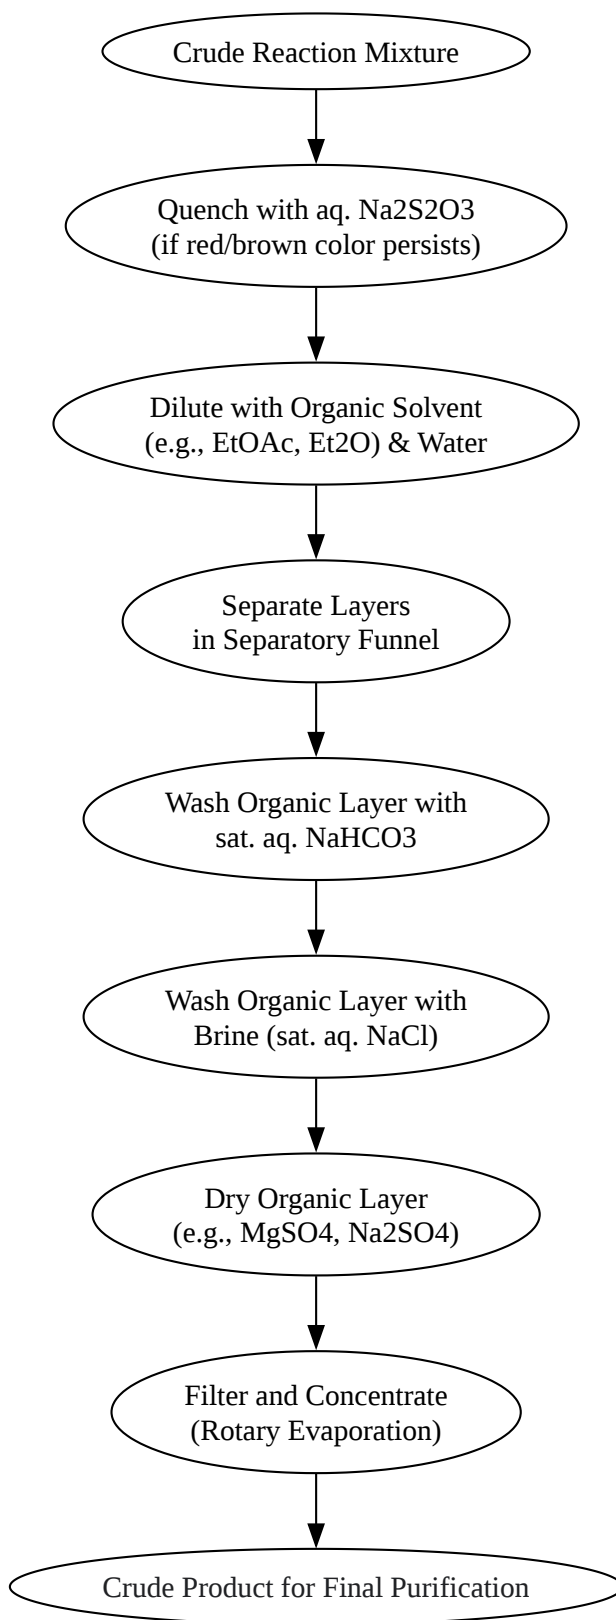 Crude Reaction Mixture
Quench with aq. Na2S2O3
(if red/brown color persists)
Dilute with Organic Solvent
(e.g., EtOAc, Et2O) & Water
Separate Layers
in Separatory Funnel
Wash Organic Layer with
sat. aq. NaHCO3
Wash Organic Layer with
Brine (sat. aq. NaCl)
Dry Organic Layer
(e.g., MgSO4, Na2SO4)
Filter and Concentrate
(Rotary Evaporation)
Crude Product for Final Purification